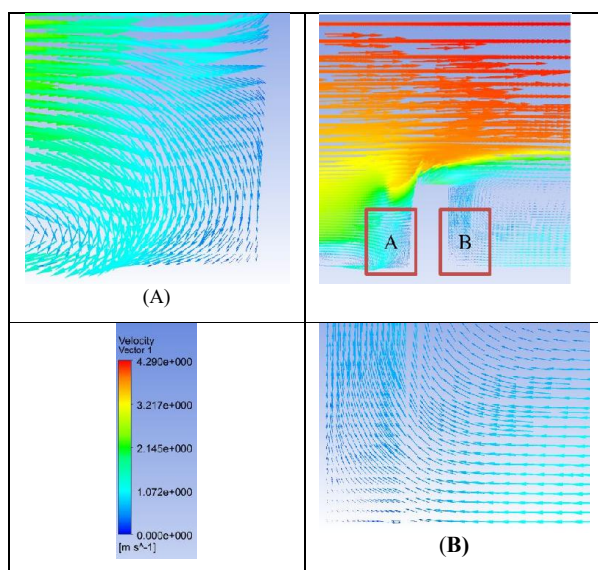 (A)
A
B
Velocity
Vector 1
4.290e+000
3.217e+000
2.145e+000
1.072e+000
0.000e+000
[m s^-1]
(B)